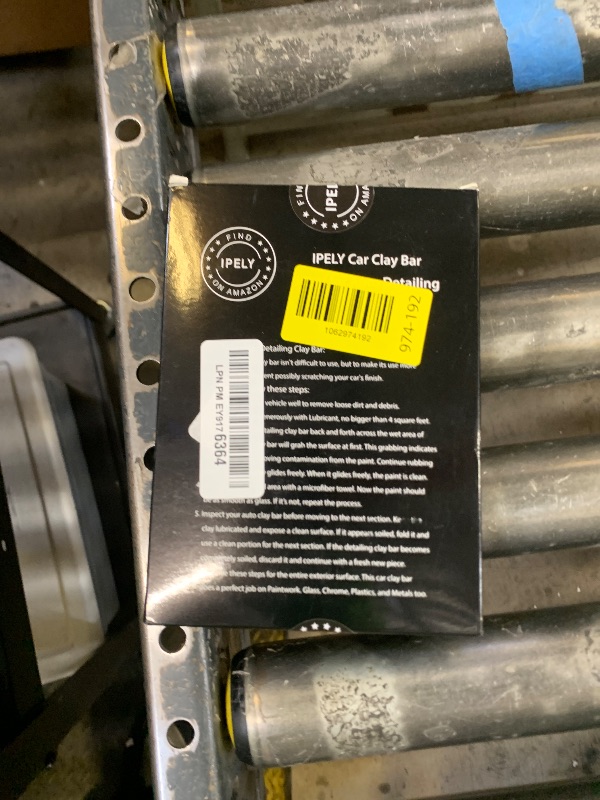 FIN
IPEL
ON AMA
FIND
IPELY
ON AMAZON
IPELY Car Clay Bar
Detailing
1062974192
974-192
LPN PM EY917 6364
Detailing Clay Bar:
bar isn't difficult to use, but to make its use more
possibly scratching your car's finish.
these steps:
vehicle well to remove loose dirt and debris.
with Lubricant, no bigger than 4 square feet.
clay bar back and forth across the wet area of
bar will grab the surface at first. This grabbing indicates
contamination from the paint. Continue rubbing
glides freely. When it glides freely, the paint is clean.
area with a microfiber towel. Now the paint should
be as smooth as glass. If it's not, repeat the process.
5. Inspect your auto clay bar before moving to the next section.
clay lubricated and expose a clean surface. If it appears soiled, fold it and
use a clean portion for the next section. If the detailing clay bar becomes
soiled, discard it and continue with a fresh new piece.
these steps for the entire exterior surface. This car clay bar
does a perfect job on Paintwork, Glass, Chrome, Plastics, and Metals too.